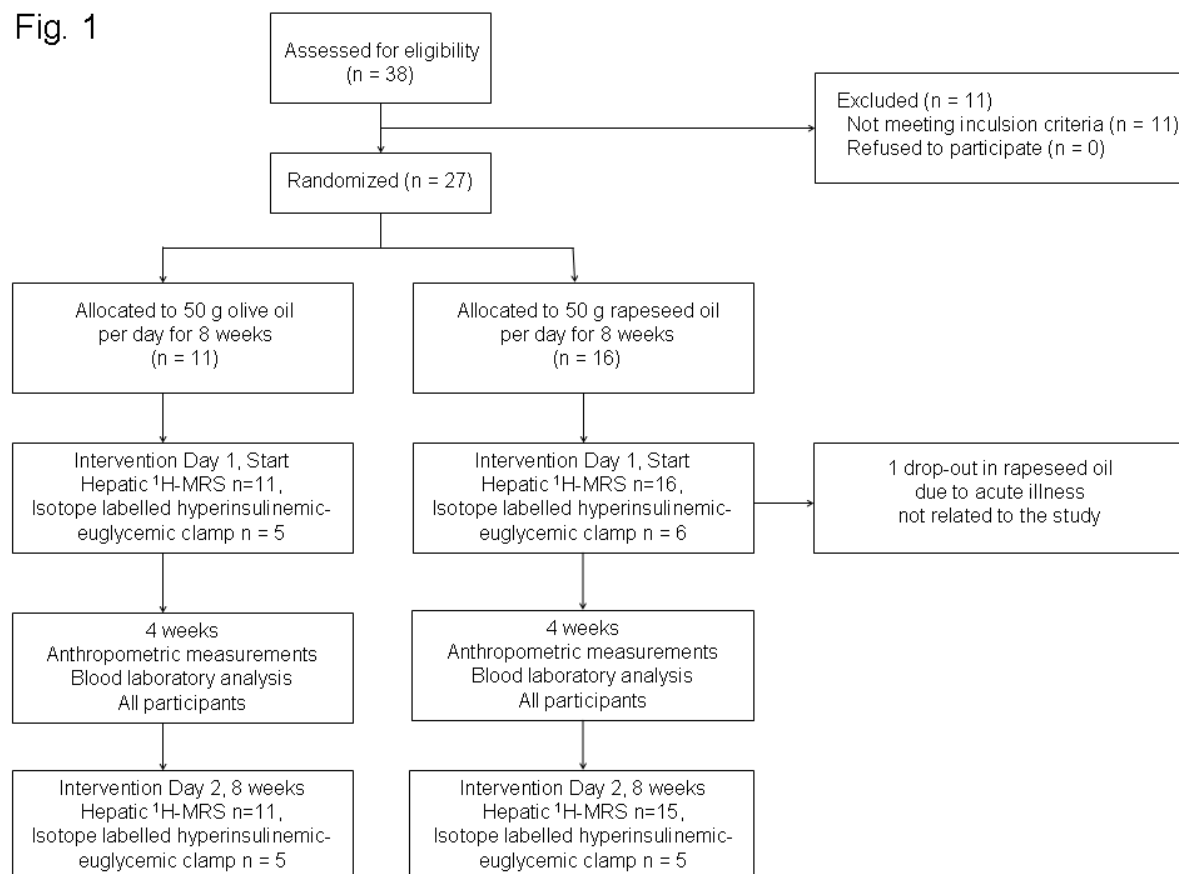 Fig. 1
Assessed for eligibility
(n = 38)
Excluded (n = 11)
Not meeting inculsion criteria (n = 11)
Refused to participate (n = 0)
Randomized (n = 27)
Allocated to 50 g olive oil
per day for 8 weeks
(n = 11)
Allocated to 50 g rapeseed oil
per day for 8 weeks
(n = 16)
Intervention Day 1, Start
Hepatic ¹H-MRS n=11,
Isotope labelled hyperinsulinemic-
euglycemic clamp n = 5
Intervention Day 1, Start
Hepatic ¹H-MRS n=16,
Isotope labelled hyperinsulinemic-
euglycemic clamp n = 6
1 drop-out in rapeseed oil
due to acute illness
not related to the study
4 weeks
Anthropometric measurements
Blood laboratory analysis
All participants
4 weeks
Anthropometric measurements
Blood laboratory analysis
All participants
Intervention Day 2, 8 weeks
Hepatic ¹H-MRS n=11,
Isotope labelled hyperinsulinemic-
euglycemic clamp n = 5
Intervention Day 2, 8 weeks
Hepatic ¹H-MRS n=15,
Isotope labelled hyperinsulinemic-
euglycemic clamp n = 5